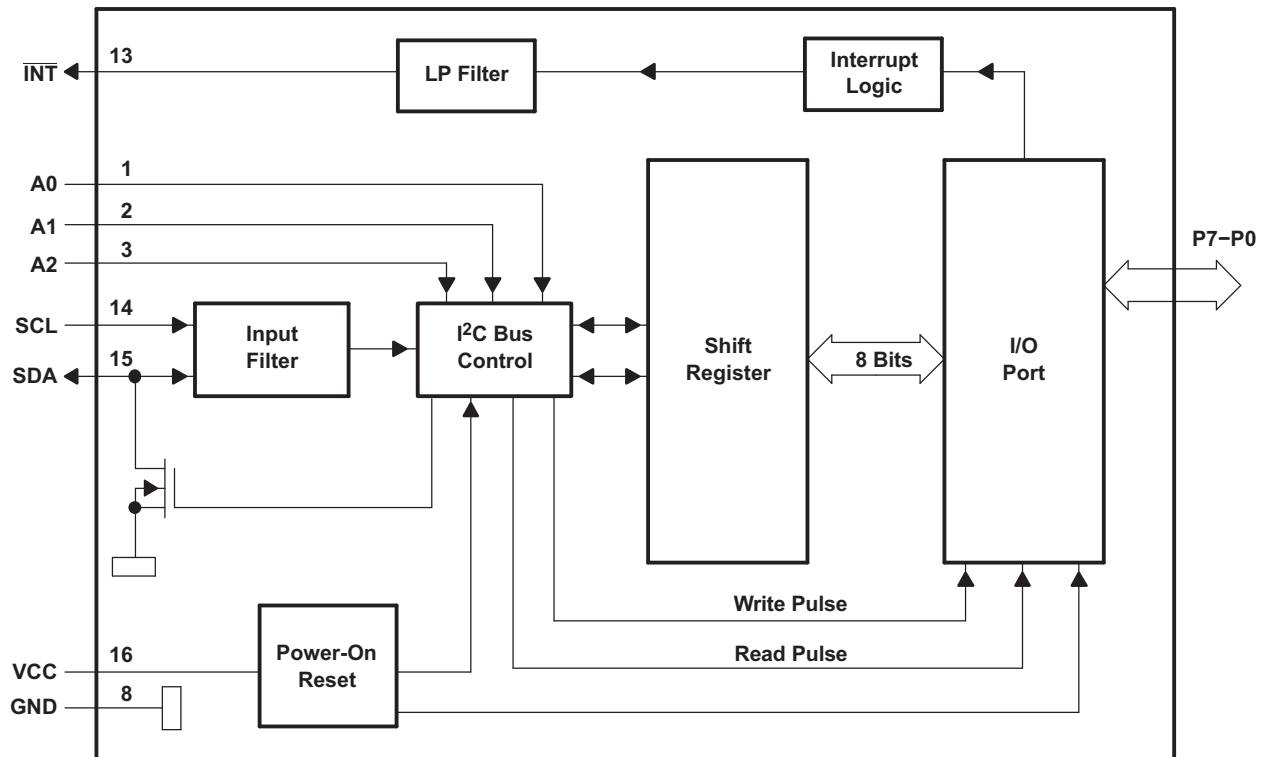 INT
13
LP Filter
Interrupt
Logic
A0
1
A1
2
A2
3
P7−P0
SCL
14
SDA
15
Input
Filter
I2C Bus
Control
Shift
Register
8 Bits
I/O
Port
Write Pulse
Read Pulse
VCC
16
GND
8
Power-On
Reset